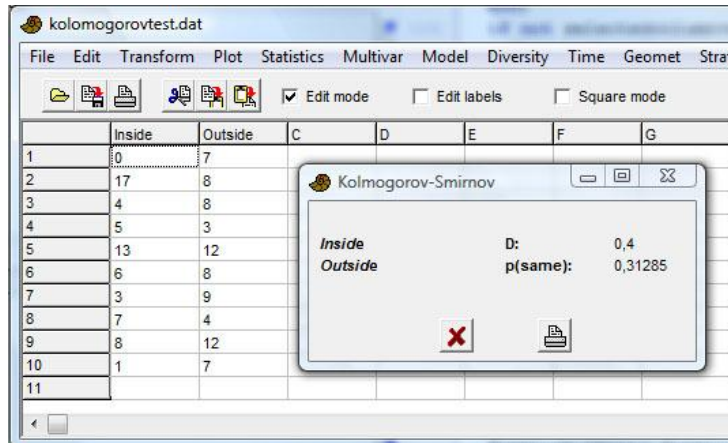 kolomogorovtest.dat
File Edit Transform Plot Statistics Multivar Model Diversity Time Geomet Strat
Edit mode Edit labels Square mode
Inside Outside C D E F G
1 0 7
2 17 8
3 4 8
4 5 3
5 13 12
6 6 8
7 3 9
8 7 4
9 8 12
10 1 7
11
Kolmogorov-Smirnov
Inside D: 0,4
Outside p(same): 0,31285